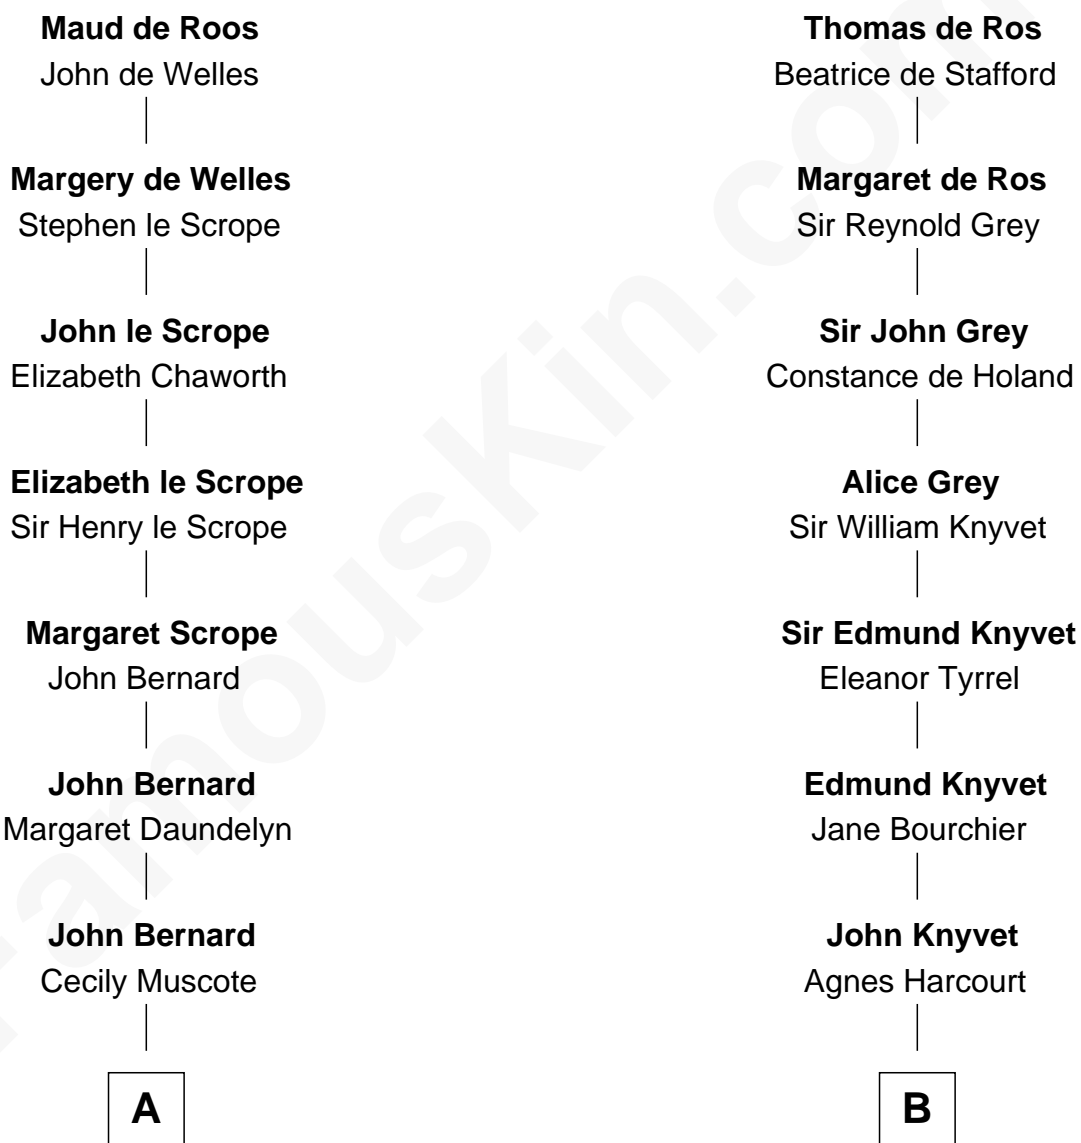 Maud de Roos
John de Welles
Margery de Welles
Stephen le Scrope
John le Scrope
Elizabeth Chaworth
Elizabeth le Scrope
Sir Henry le Scrope
Margaret Scrope
John Bernard
John Bernard
Margaret Daundelyn
John Bernard
Cecily Muscote
A
Thomas de Ros
Beatrice de Stafford
Margaret de Ros
Sir Reynold Grey
Sir John Grey
Constance de Holand
Alice Grey
Sir William Knyvet
Sir Edmund Knyvet
Eleanor Tyrrel
Edmund Knyvet
Jane Bourchier
John Knyvet
Agnes Harcourt
B
FamousKin.com